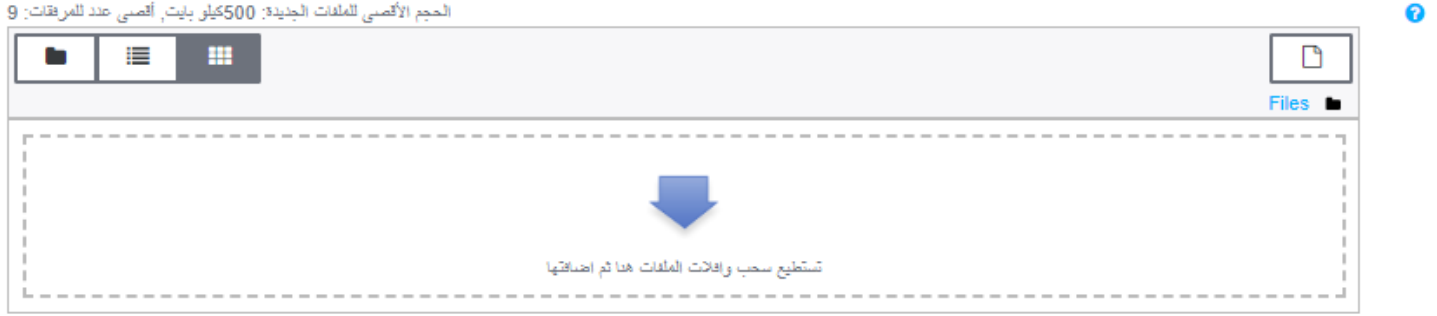 الحجم الأقصى للملفات الجديدة: 500كيلو بايت, أقصى عدد للمرفقات: 9
Files
تستطيع سحب وافلات الملفات هنا ثم اضافتها